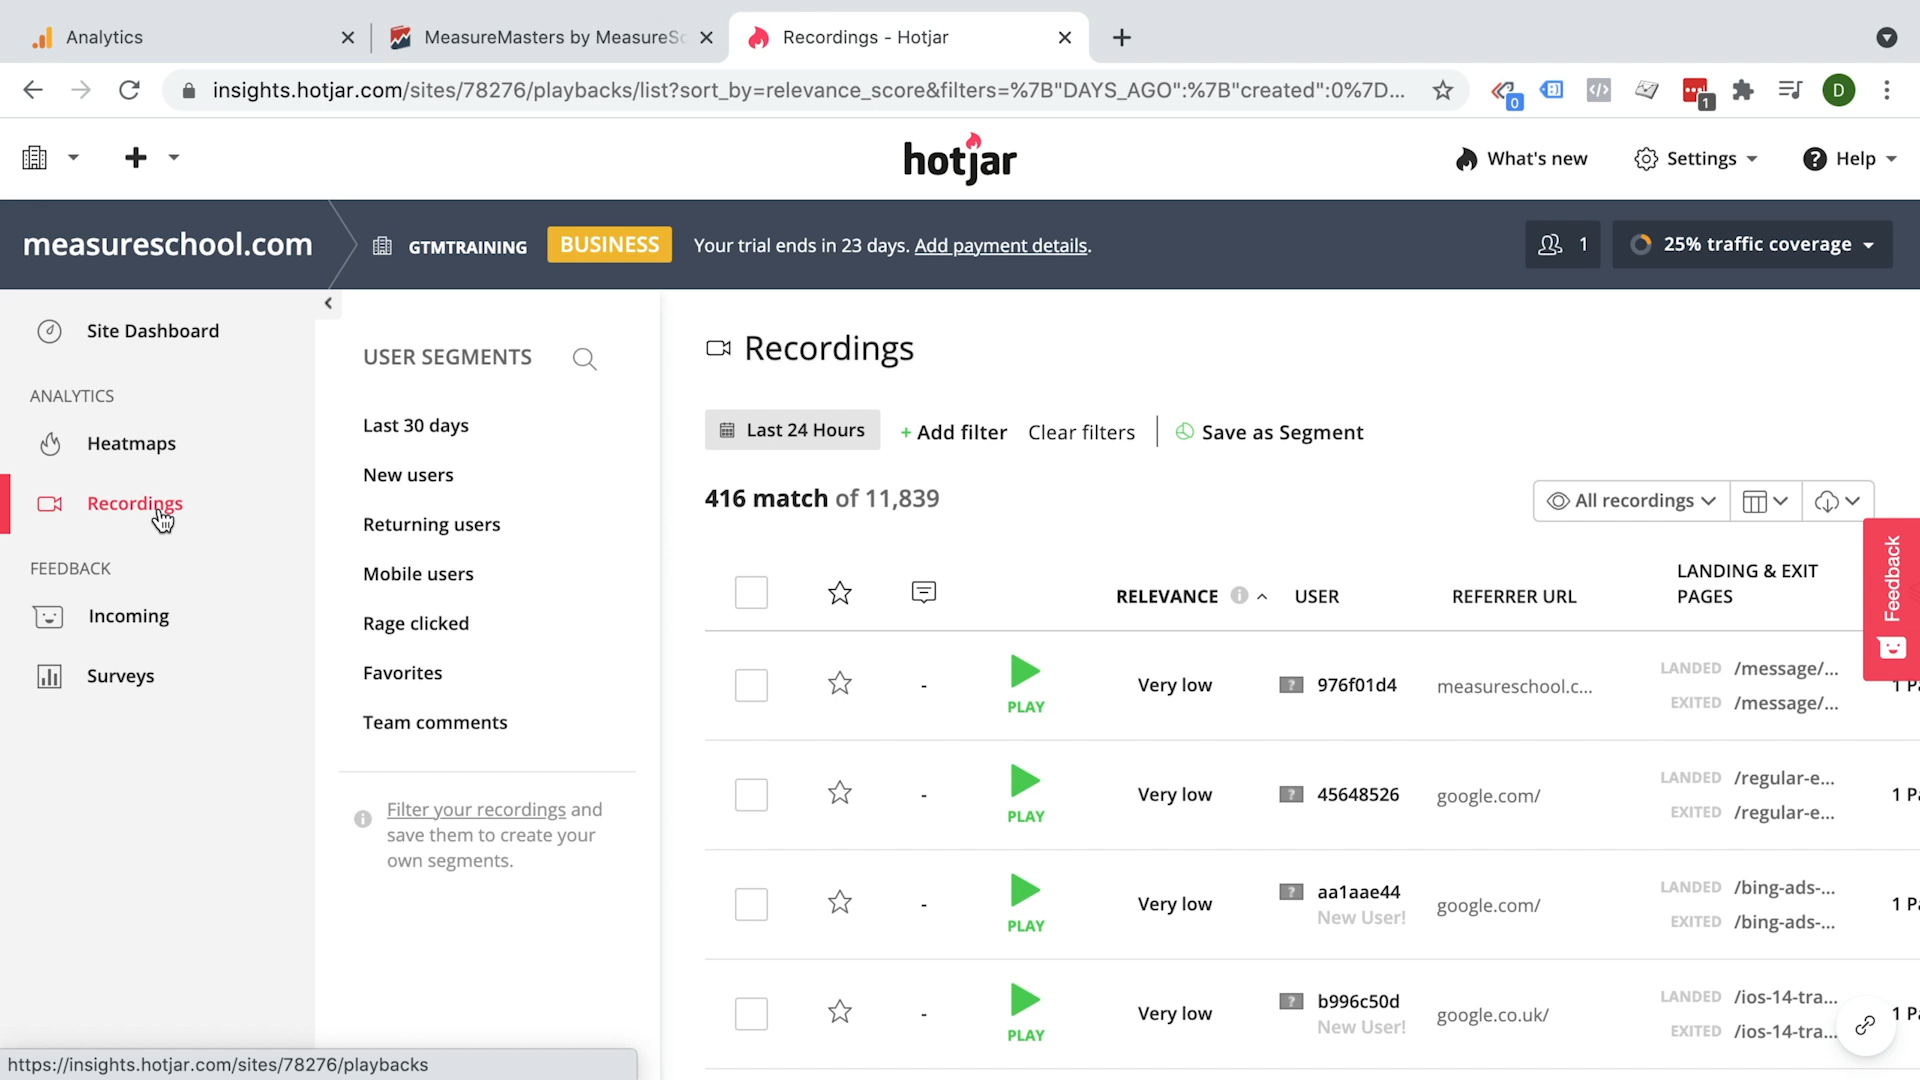 Analytics
MeasureMasters by MeasureSc
Recordings - Hotjar
insights.hotjar.com/sites/78276/playbacks/list?sort_by=relevance_score&filters=%7B"DAYS_AGO":%7B"created":0%7D...
0
1
D
hotjar
What's new
Settings
Help
measureschool.com
GTMTRAINING
BUSINESS
Your trial ends in 23 days. Add payment details.
1
25% traffic coverage
Site Dashboard
ANALYTICS
Heatmaps
Recordings
FEEDBACK
Incoming
Surveys
USER SEGMENTS
Last 30 days
New users
Returning users
Mobile users
Rage clicked
Favorites
Team comments
Filter your recordings and
save them to create your
own segments.
Recordings
Last 24 Hours
+ Add filter
Clear filters
Save as Segment
416 match of 11,839
All recordings
RELEVANCE
USER
REFERRER URL
LANDING & EXIT
PAGES
Feedback
PLAY
Very low
976f01d4
measureschool.c...
LANDED /message/...
EXITED /message/...
1 Pa
PLAY
Very low
45648526
google.com/
LANDED /regular-e...
EXITED /regular-e...
1 Pa
PLAY
Very low
aa1aae44
New User!
google.com/
LANDED /bing-ads-...
EXITED /bing-ads-...
1 Pa
PLAY
Very low
b996c50d
New User!
google.co.uk/
LANDED /ios-14-tra...
EXITED /ios-14-tra...
1 Pa
https://insights.hotjar.com/sites/78276/playbacks